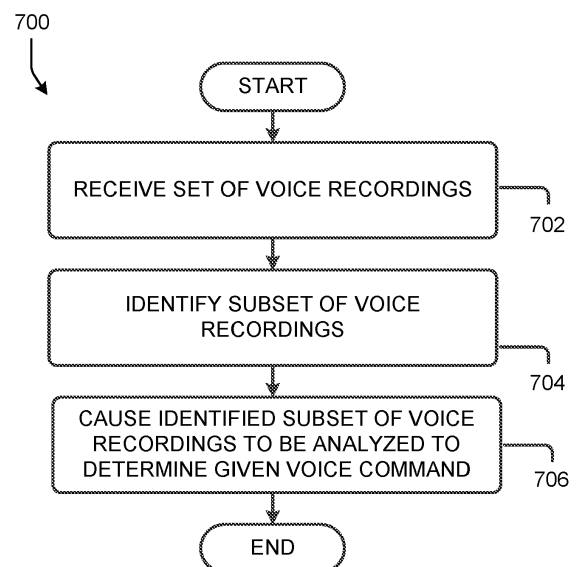 700
START
RECEIVE SET OF VOICE RECORDINGS
702
IDENTIFY SUBSET OF VOICE
RECORDINGS
704
CAUSE IDENTIFIED SUBSET OF VOICE
RECORDINGS TO BE ANALYZED TO
DETERMINE GIVEN VOICE COMMAND
706
END